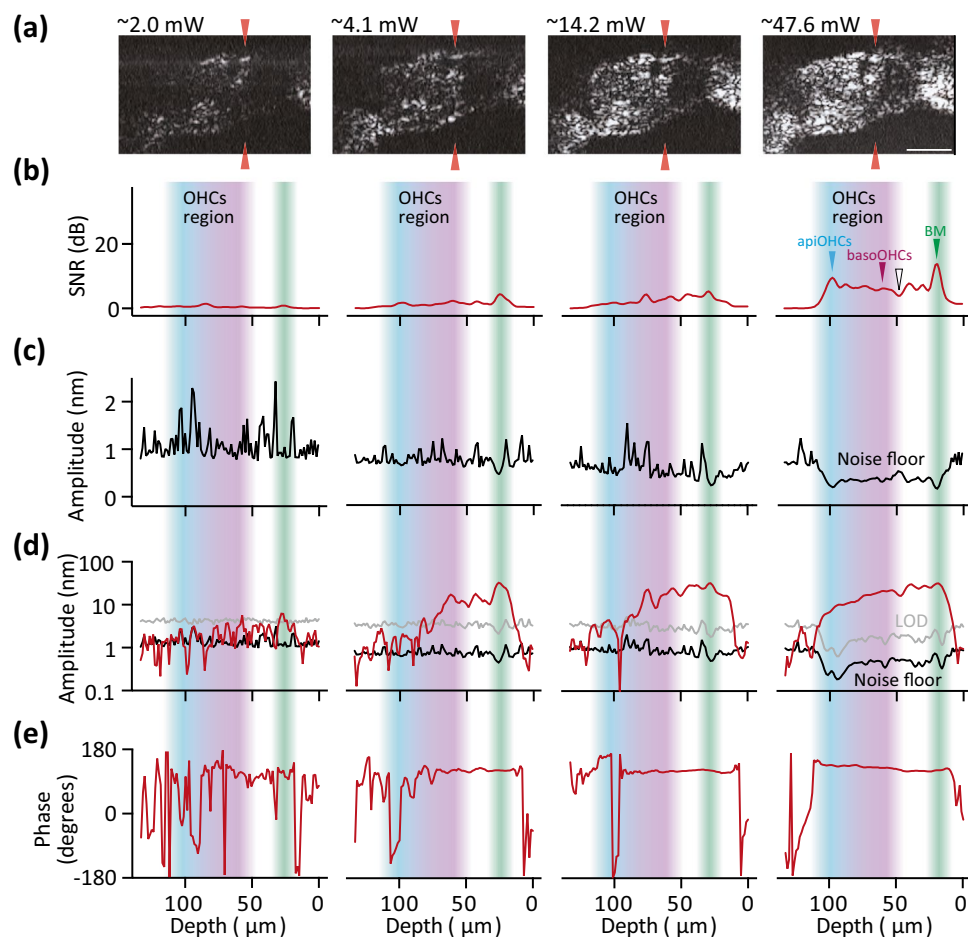 (a)
~2.0 mW
~4.1 mW
~14.2 mW
~47.6 mW
(b)
OHCs
region
OHCs
region
OHCs
region
OHCs
region
SNR (dB)
20
0
apiOHCs
basoOHCs
BM
(c)
Amplitude (nm)
2
1
0
Noise floor
(d)
Amplitude (nm)
100
10
1
0.1
LOD
Noise floor
(e)
Phase
(degrees)
180
0
-180
100 50 0
100 50 0
100 50 0
100 50 0
Depth ( μm)
Depth ( μm)
Depth ( μm)
Depth ( μm)